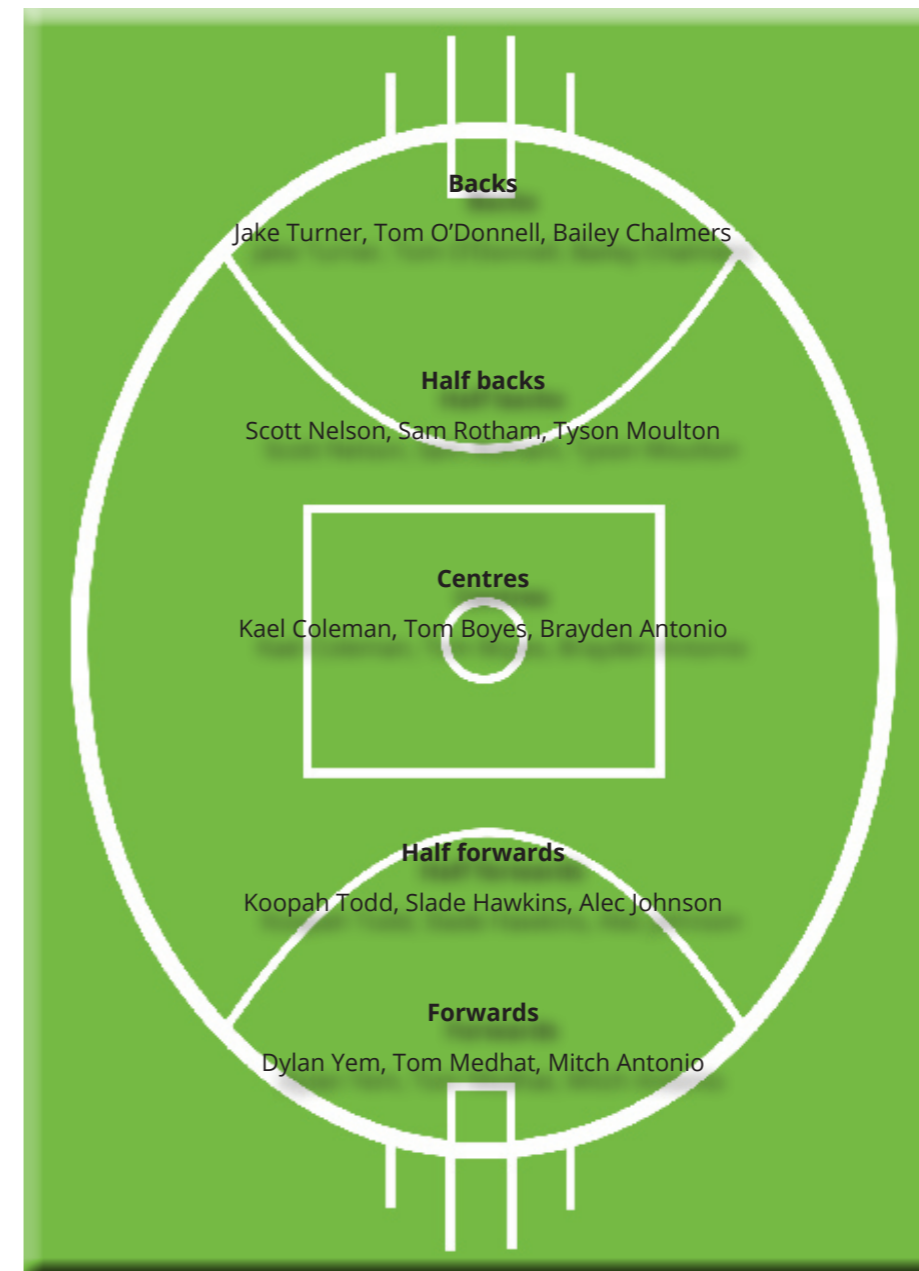 Backs
Jake Turner, Tom O’Donnell, Bailey Chalmers
Half backs
Scott Nelson, Sam Rotham, Tyson Moulton
Centres
Kael Coleman, Tom Boyes, Brayden Antonio
Half forwards
Koopah Todd, Slade Hawkins, Alec Johnson
Forwards
Dylan Yem, Tom Medhat, Mitch Antonio